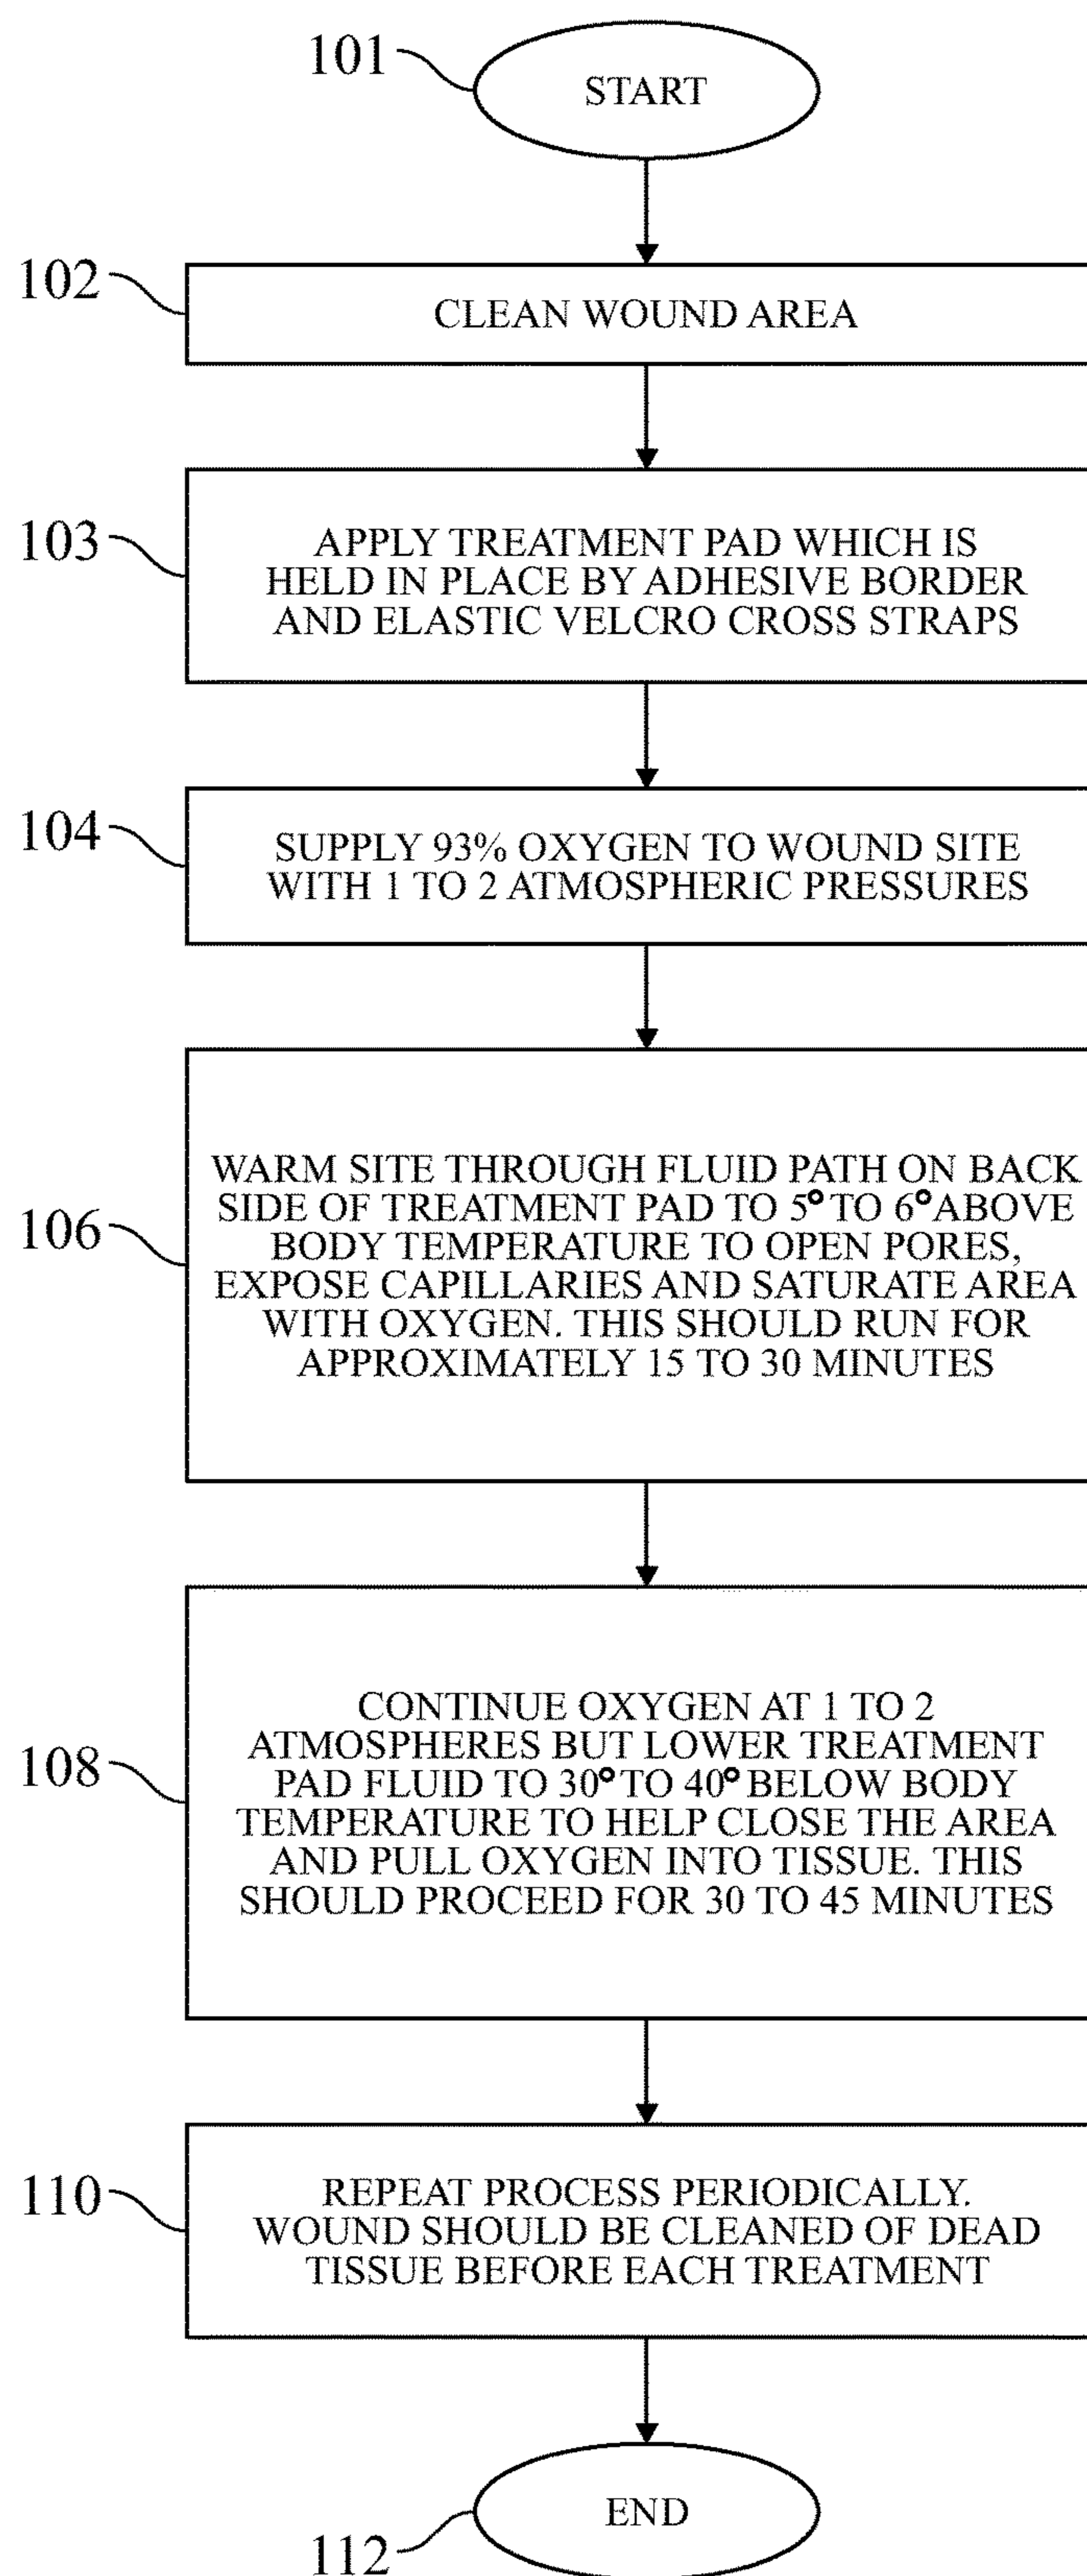 101
START
102
CLEAN WOUND AREA
103
APPLY TREATMENT PAD WHICH IS
HELD IN PLACE BY ADHESIVE BORDER
AND ELASTIC VELCRO CROSS STRAPS
104
SUPPLY 93% OXYGEN TO WOUND SITE
WITH 1 TO 2 ATMOSPHERIC PRESSURES
106
WARM SITE THROUGH FLUID PATH ON BACK
SIDE OF TREATMENT PAD TO 5° TO 6° ABOVE
BODY TEMPERATURE TO OPEN PORES,
EXPOSE CAPILLARIES AND SATURATE AREA
WITH OXYGEN. THIS SHOULD RUN FOR
APPROXIMATELY 15 TO 30 MINUTES
108
CONTINUE OXYGEN AT 1 TO 2
ATMOSPHERES BUT LOWER TREATMENT
PAD FLUID TO 30° TO 40° BELOW BODY
TEMPERATURE TO HELP CLOSE THE AREA
AND PULL OXYGEN INTO TISSUE. THIS
SHOULD PROCEED FOR 30 TO 45 MINUTES
110
REPEAT PROCESS PERIODICALLY.
WOUND SHOULD BE CLEANED OF DEAD
TISSUE BEFORE EACH TREATMENT
END
112